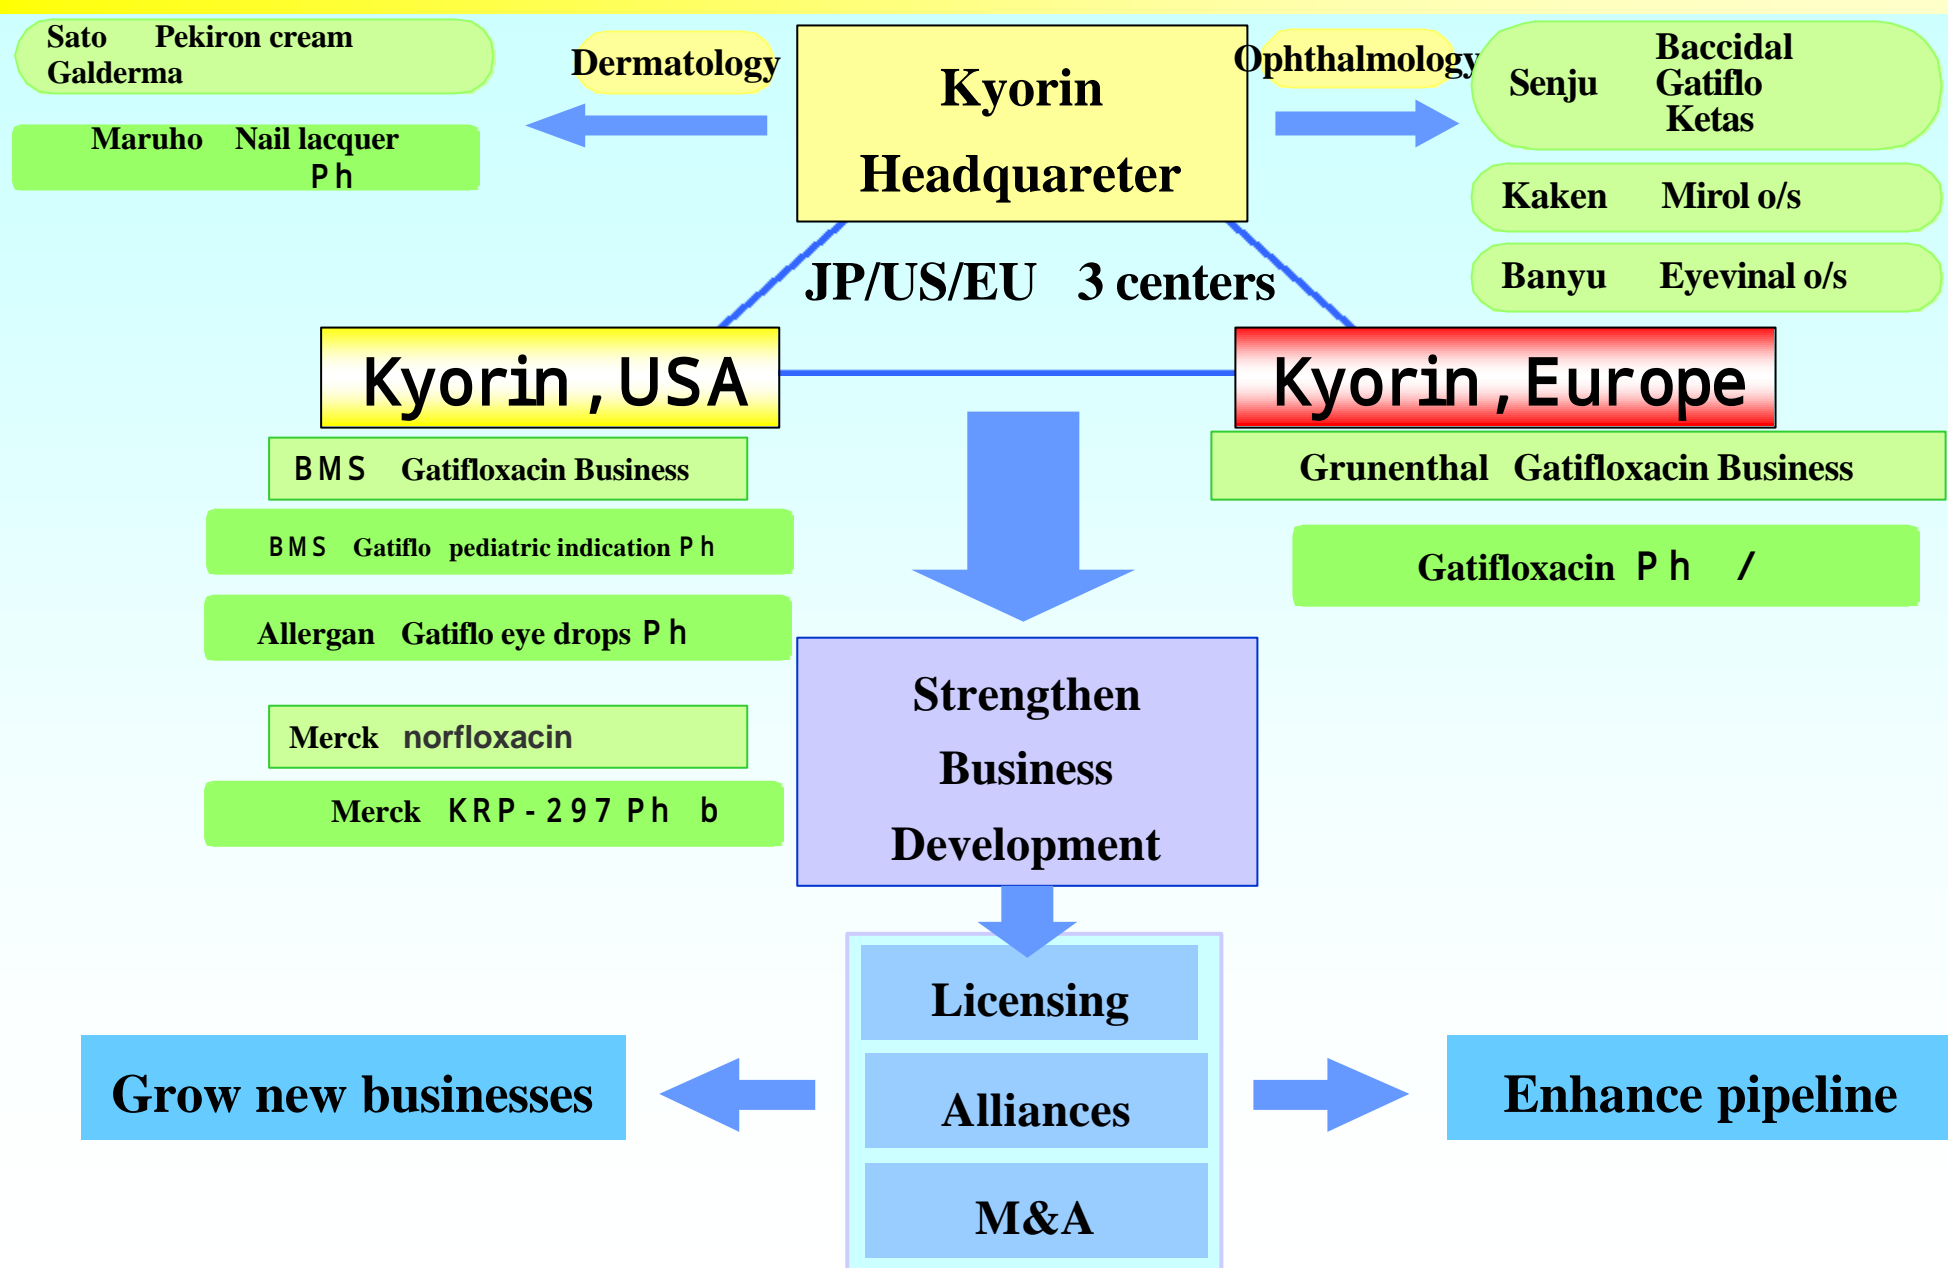 Sato Pekiron cream
Galderma
Dermatology
Maruho Nail lacquer
Ph
Kyorin
Headquareter
Ophthalmology
Senju
Baccidal
Gatiflo
Ketas
Kaken Mirol o/s
Banyu Eyevinal o/s
JP/US/EU 3 centers
Kyorin,USA
Kyorin,Europe
BMS Gatifloxacin Business
BMS Gatiflo pediatric indication Ph
Allergan Gatiflo eye drops Ph
Merck norfloxacin
Merck KRP-297 Ph b
Grunenthal Gatifloxacin Business
Gatifloxacin Ph /
Strengthen
Business
Development
Licensing
Alliances
M&A
Grow new businesses
Enhance pipeline